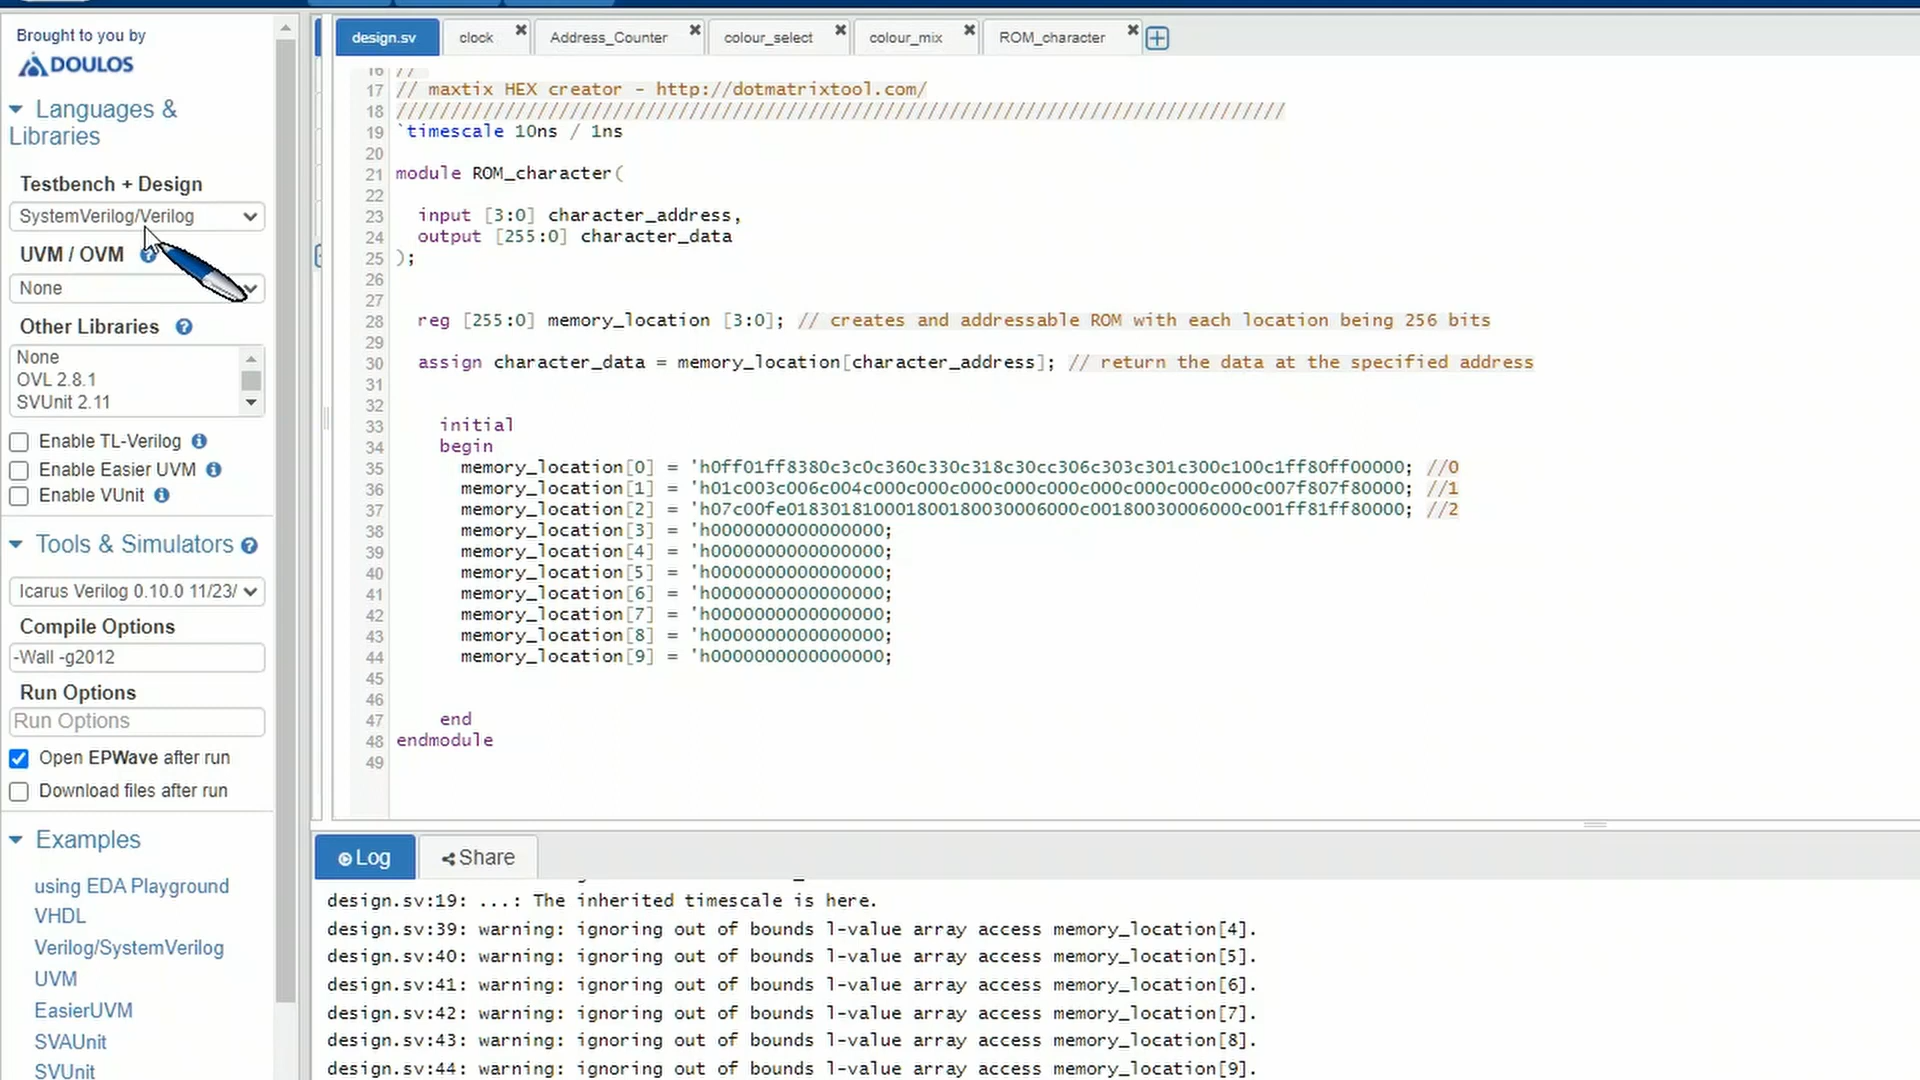 Brought to you by
DOULOS
Languages &
Libraries
Testbench + Design
SystemVerilog/Verilog
UVM / OVM
None
Other Libraries
None
OVL 2.8.1
SVUnit 2.11
Enable TL-Verilog
Enable Easier UVM
Enable VUnit
Tools & Simulators
Icarus Verilog 0.10.0 11/23/
Compile Options
-Wall -g2012
Run Options
Run Options
Open EPWave after run
Download files after run
Examples
using EDA Playground
VHDL
Verilog/SystemVerilog
UVM
EasierUVM
SVAUnit
SVUnit
design.sv clock Address_Counter colour_select colour_mix ROM_character
16 //
17 // maxtix HEX creator - http://dotmatrixtool.com/
18 //////////////////////////////////////////////////////////////////////////////////
19 `timescale 10ns / 1ns
20
21 module ROM_character(
22
23 input [3:0] character_address,
24 output [255:0] character_data
25 );
26
27
28 reg [255:0] memory_location [3:0]; // creates and addressable ROM with each location being 256 bits
29
30 assign character_data = memory_location[character_address]; // return the data at the specified address
31
32
33 initial
34 begin
35 memory_location[0] = 'h0ff01ff8380c3c0c360c330c318c30cc306c303c301c300c100c1ff80ff00000; //0
36 memory_location[1] = 'h01c003c006c004c000c000c000c000c000c000c000c000c000c007f807f80000; //1
37 memory_location[2] = 'h07c00fe018301810001800180030006000c00180030006000c001ff81ff80000; //2
38 memory_location[3] = 'h0000000000000000;
39 memory_location[4] = 'h0000000000000000;
40 memory_location[5] = 'h0000000000000000;
41 memory_location[6] = 'h0000000000000000;
42 memory_location[7] = 'h0000000000000000;
43 memory_location[8] = 'h0000000000000000;
44 memory_location[9] = 'h0000000000000000;
45
46
47 end
48 endmodule
49
Log Share
design.sv:19: ...: The inherited timescale is here.
design.sv:39: warning: ignoring out of bounds l-value array access memory_location[4].
design.sv:40: warning: ignoring out of bounds l-value array access memory_location[5].
design.sv:41: warning: ignoring out of bounds l-value array access memory_location[6].
design.sv:42: warning: ignoring out of bounds l-value array access memory_location[7].
design.sv:43: warning: ignoring out of bounds l-value array access memory_location[8].
design.sv:44: warning: ignoring out of bounds l-value array access memory_location[9].